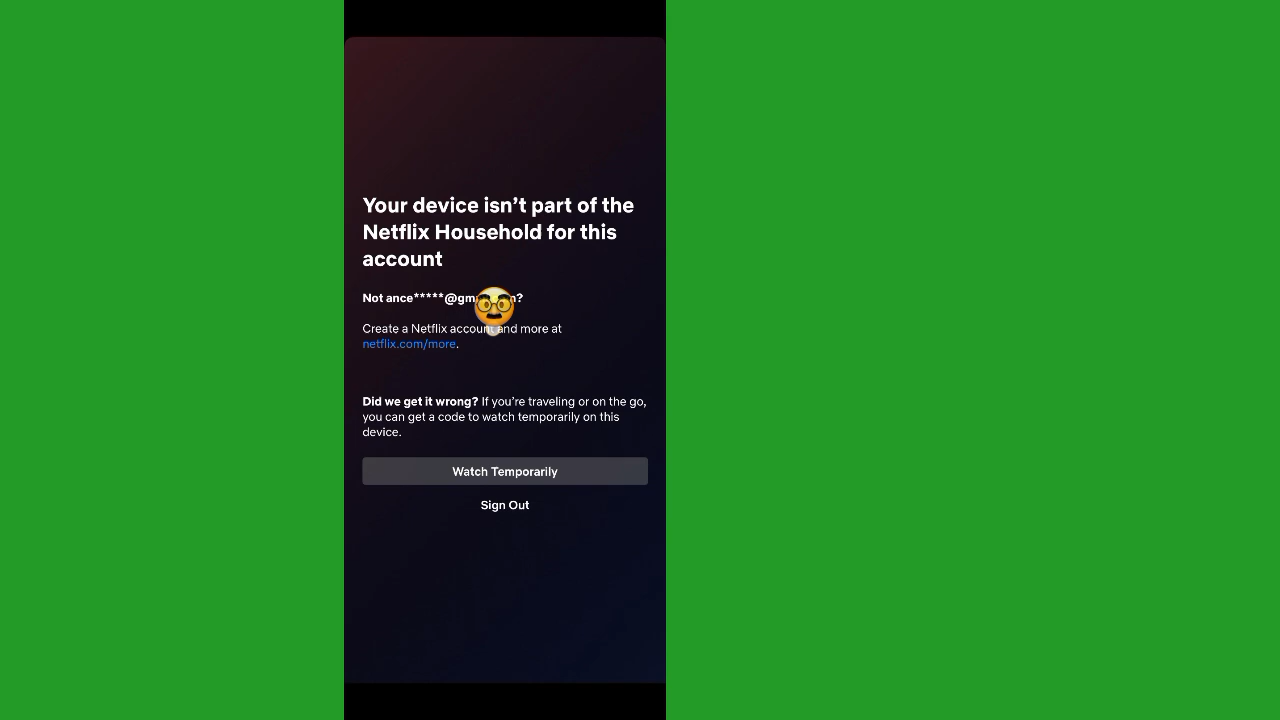 Your device isn’t part of the
Netflix Household for this
account
Not ance*****@gm
Create a Netflix account and more at
netflix.com/more.
Did we get it wrong? If you’re traveling or on the go,
you can get a code to watch temporarily on this
device.
Watch Temporarily
Sign Out